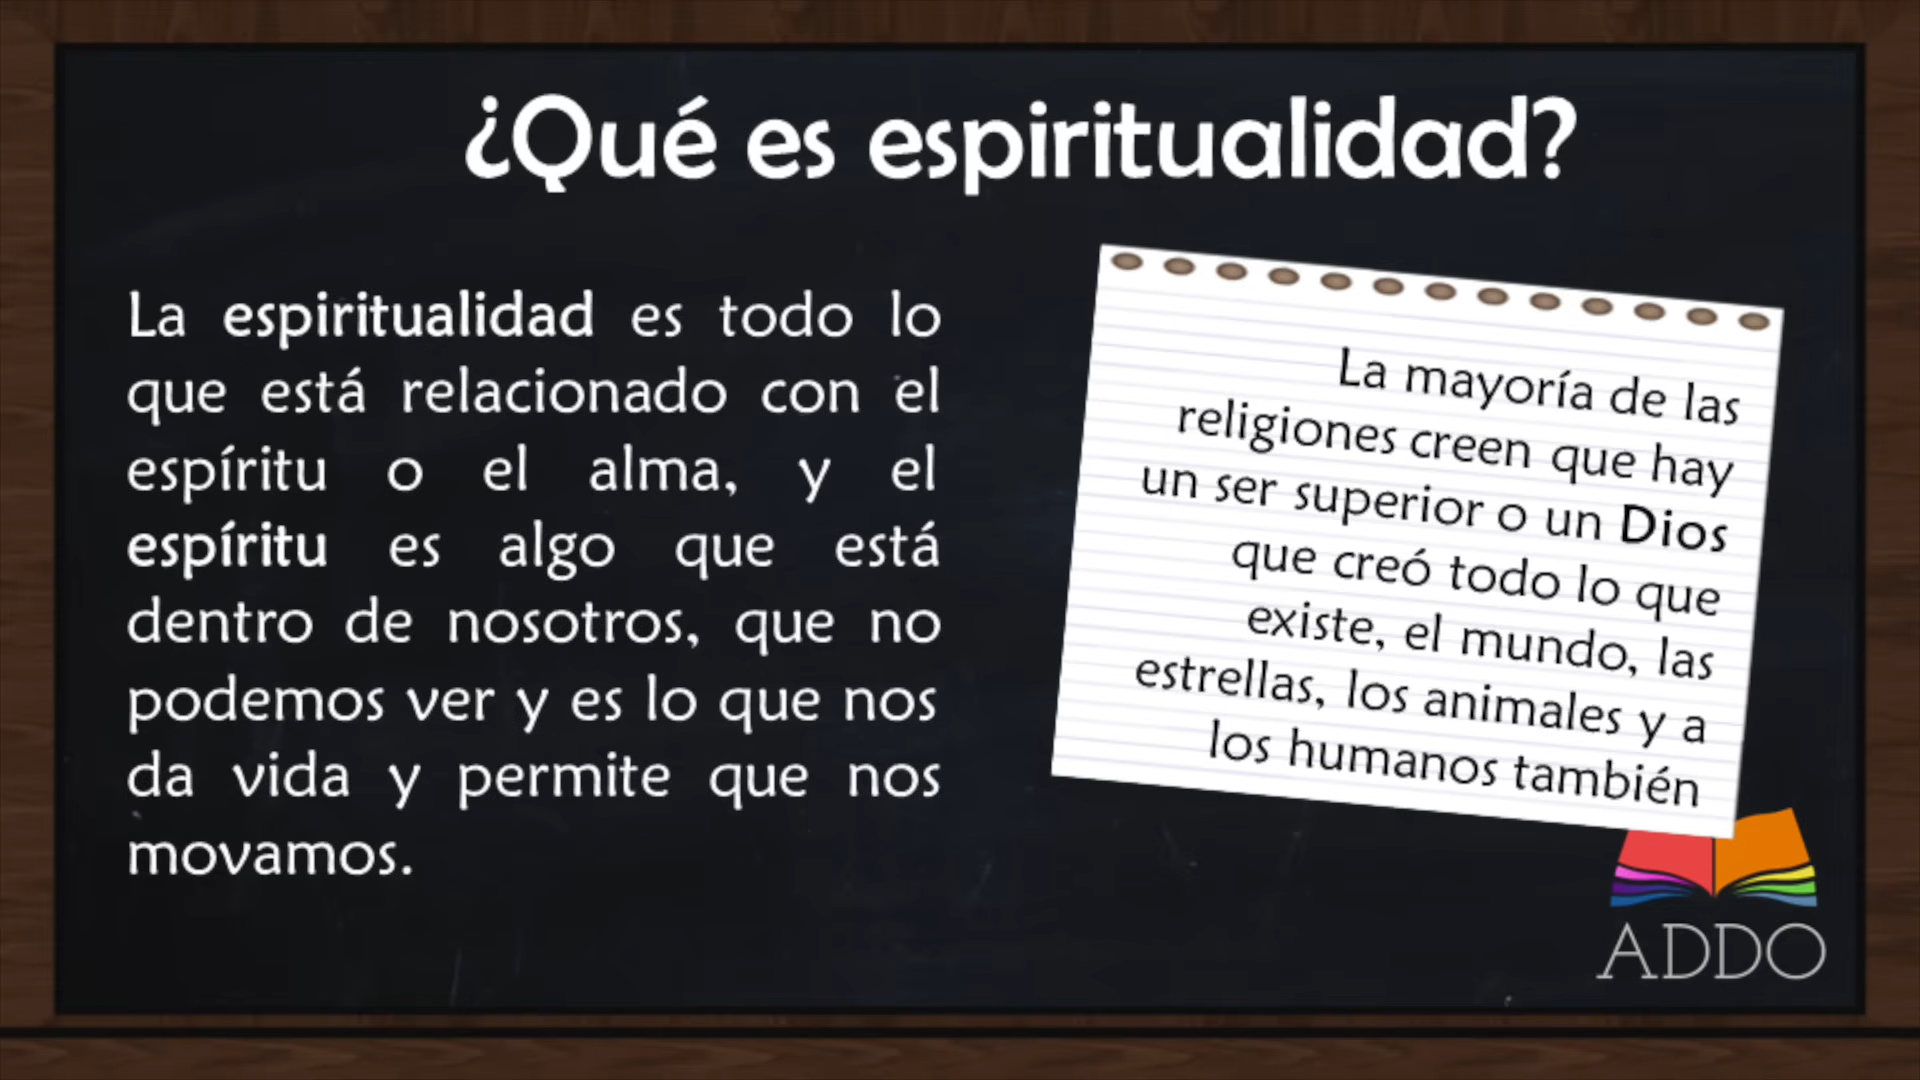 ¿Qué es espiritualidad?
La espiritualidad es todo lo
que está relacionado con el
espíritu o el alma, y el
espíritu es algo que está
dentro de nosotros, que no
podemos ver y es lo que nos
da vida y permite que nos
movamos.
La mayoría de las
religiones creen que hay
un ser superior o un Dios
que creó todo lo que
existe, el mundo, las
estrellas, los animales y a
los humanos también
ADDO